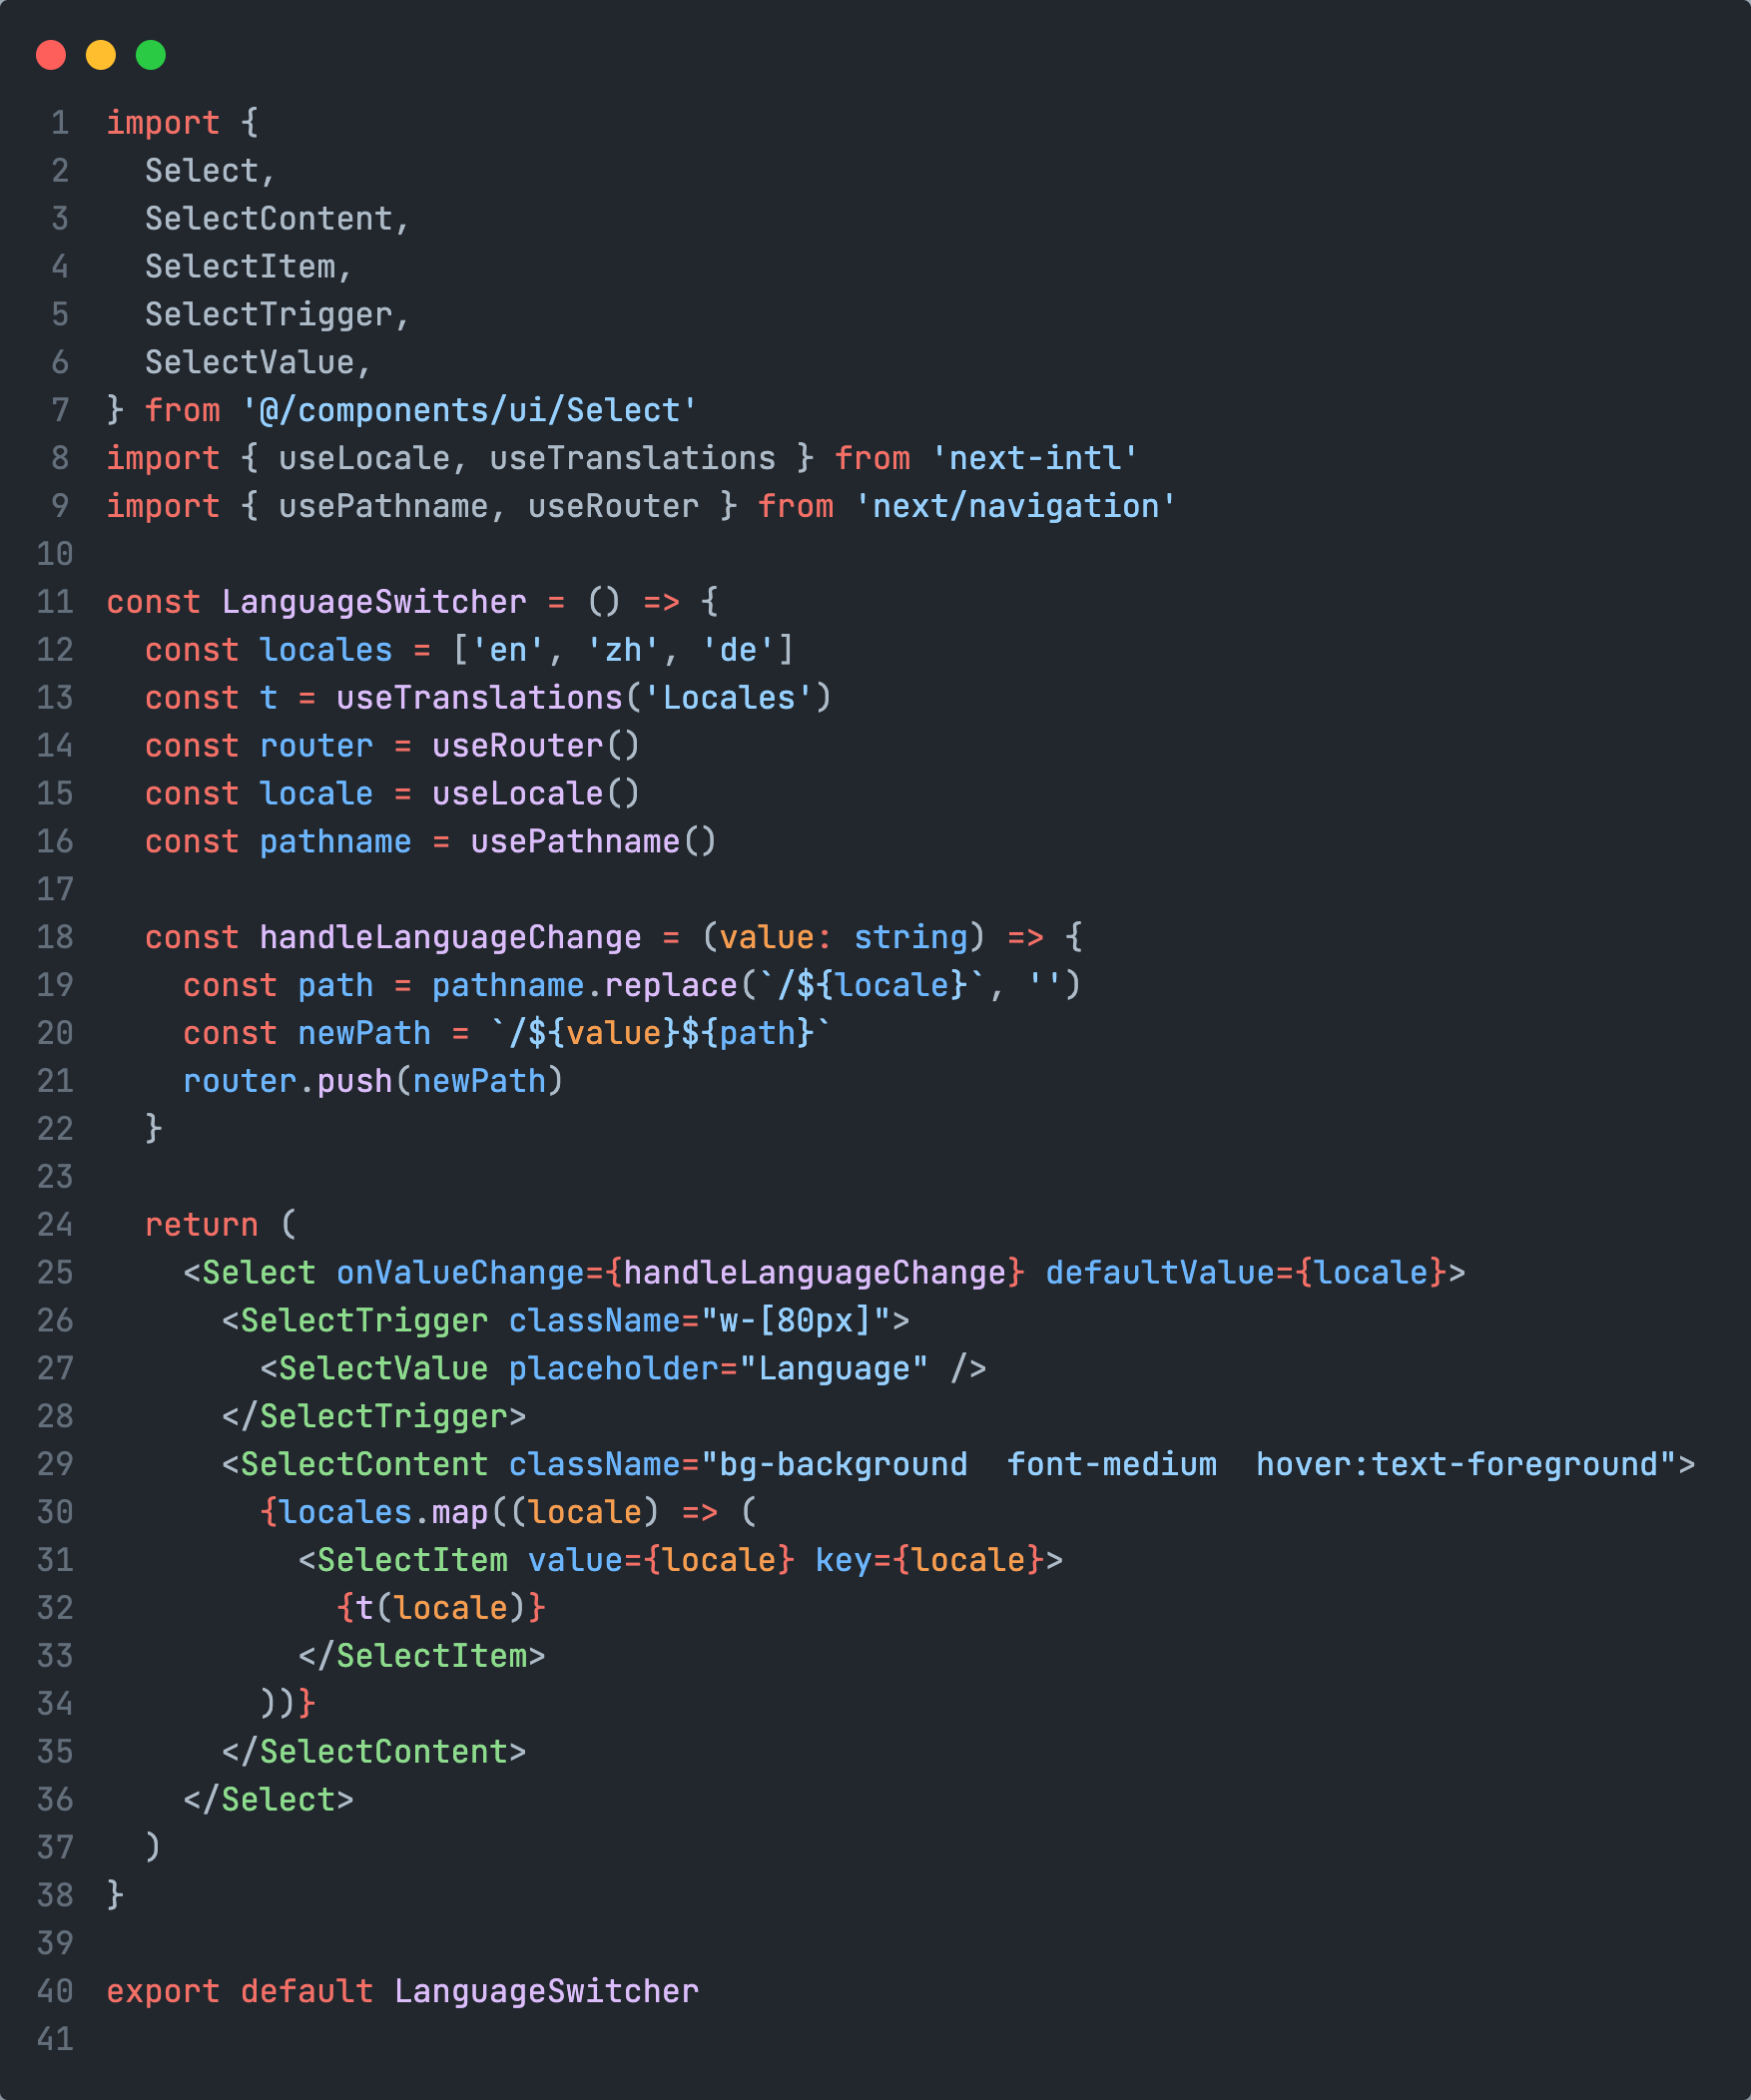 1 import {
2   Select,
3   SelectContent,
4   SelectItem,
5   SelectTrigger,
6   SelectValue,
7 } from '@/components/ui/Select'
8 import { useLocale, useTranslations } from 'next-intl'
9 import { usePathname, useRouter } from 'next/navigation'
10
11 const LanguageSwitcher = () => {
12   const locales = ['en', 'zh', 'de']
13   const t = useTranslations('Locales')
14   const router = useRouter()
15   const locale = useLocale()
16   const pathname = usePathname()
17
18   const handleLanguageChange = (value: string) => {
19     const path = pathname.replace(`/${locale}`, '')
20     const newPath = `/${value}${path}`
21     router.push(newPath)
22   }
23
24   return (
25     <Select onValueChange={handleLanguageChange} defaultValue={locale}>
26       <SelectTrigger className="w-[80px]">
27         <SelectValue placeholder="Language" />
28       </SelectTrigger>
29       <SelectContent className="bg-background  font-medium  hover:text-foreground">
30         {locales.map((locale) => (
31           <SelectItem value={locale} key={locale}>
32             {t(locale)}
33           </SelectItem>
34         ))}
35       </SelectContent>
36     </Select>
37   )
38 }
39
40 export default LanguageSwitcher
41